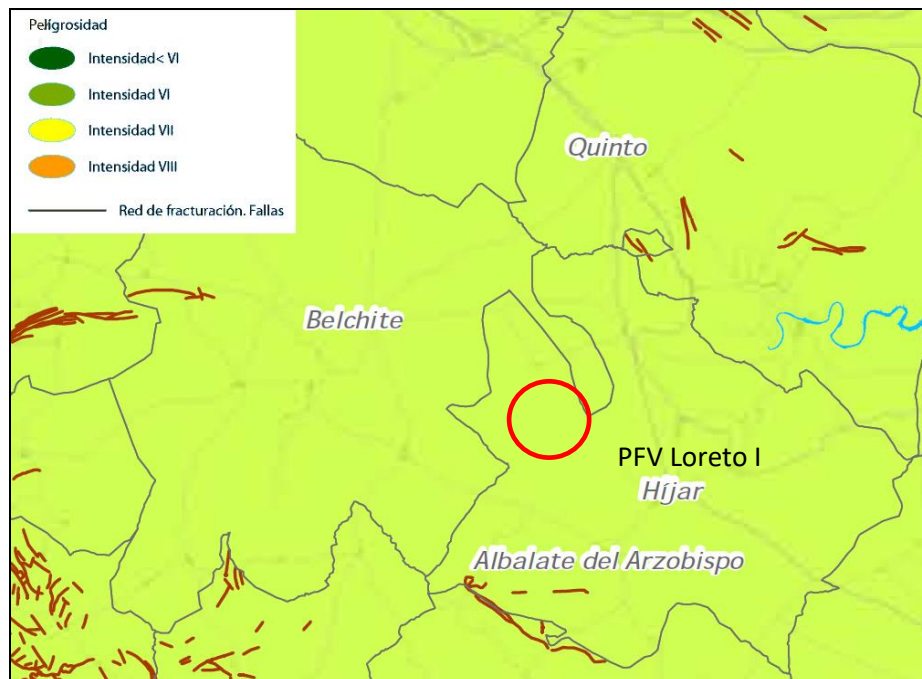 Peligrosidad
Intensidad< VI
Intensidad VI
Intensidad VII
Intensidad VIII
Red de fracturación. Fallas
Quinto
Belchite
PFV Loreto I
Híjar
Albalate del Arzobispo